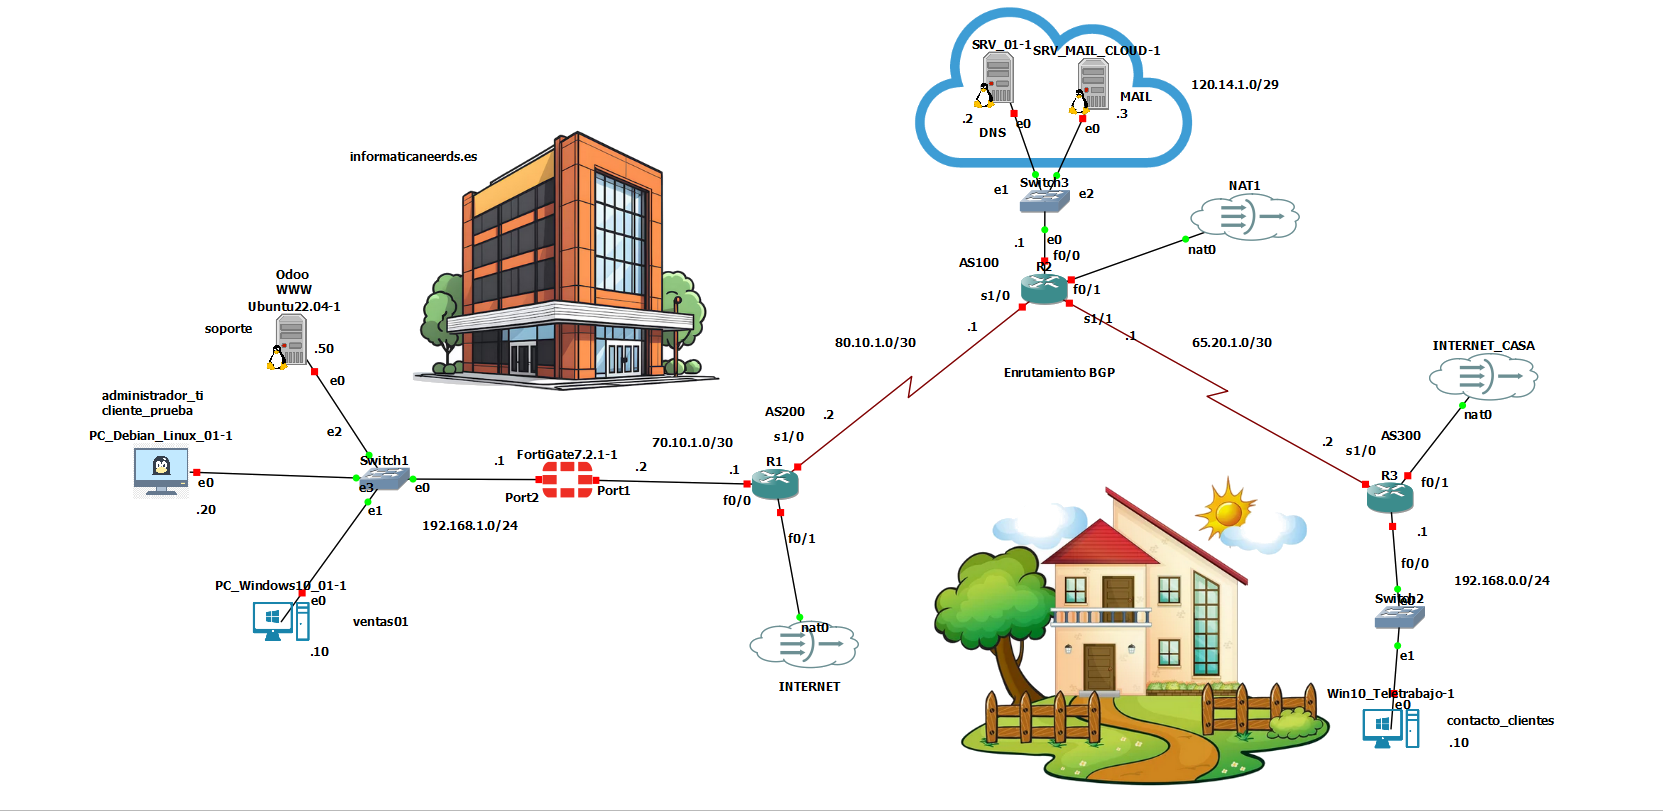 SRV_01-1
SRV_MAIL_CLOUD-1
120.14.1.0/29
MAIL
.2
e0
.3
DNS
e0
informaticaneerds.es
e1
Switch3
e2
NAT1
.1
e0
f0/0
nat0
AS100
R2
Odoo
WWW
Ubuntu22.04-1
s1/0
f0/1
soporte
.1
s1/1
.1
.50
80.10.1.0/30
65.20.1.0/30
INTERNET_CASA
e0
Enrutamiento BGP
administrador_ti
cliente_prueba
PC_Debian_Linux_01-1
e2
AS200
.2
nat0
s1/0
70.10.1.0/30
.2
s1/0
AS300
Switch1
.1
FortiGate7.2.1-1
.2
.1
R1
R3
f0/1
e0
e3
e0
Port2
Port1
f0/0
.20
e1
192.168.1.0/24
f0/1
.1
f0/0
192.168.0.0/24
PC_Windows10_01-1
e0
ventas01
.10
nat0
INTERNET
Switch2
e0
e1
Win10_Teletrabajo-1
e0
contacto_clientes
.10